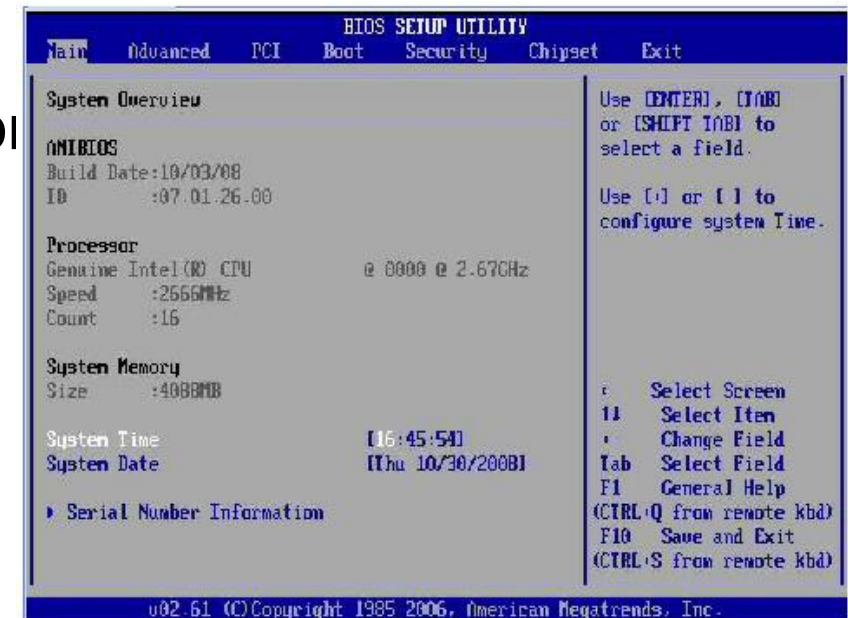 BIOS SETUP UTILITY
Main Advanced PCI Boot Security Chipset Exit
System Overview
AMIBIOS
Build Date:10/03/08
ID :07.01.26.00
Processor
Genuine Intel(R) CPU @ 0000 @ 2.67GHz
Speed :2666MHz
Count :16
System Memory
Size :4088MB
System Time [16:45:54]
System Date [Thu 10/30/2008]
Serial Number Information
Use [ENTER], [TAB]
or [SHIFT TAB] to
select a field.
Use [+] or [ ] to
configure system Time.
Select Screen
↑↓ Select Item
Change Field
Tab Select Field
F1 General Help
(CTRL+Q from remote kbd)
F10 Save and Exit
(CTRL+S from remote kbd)
v02.61 (C)Copyright 1985 2006, American Megatrends, Inc.